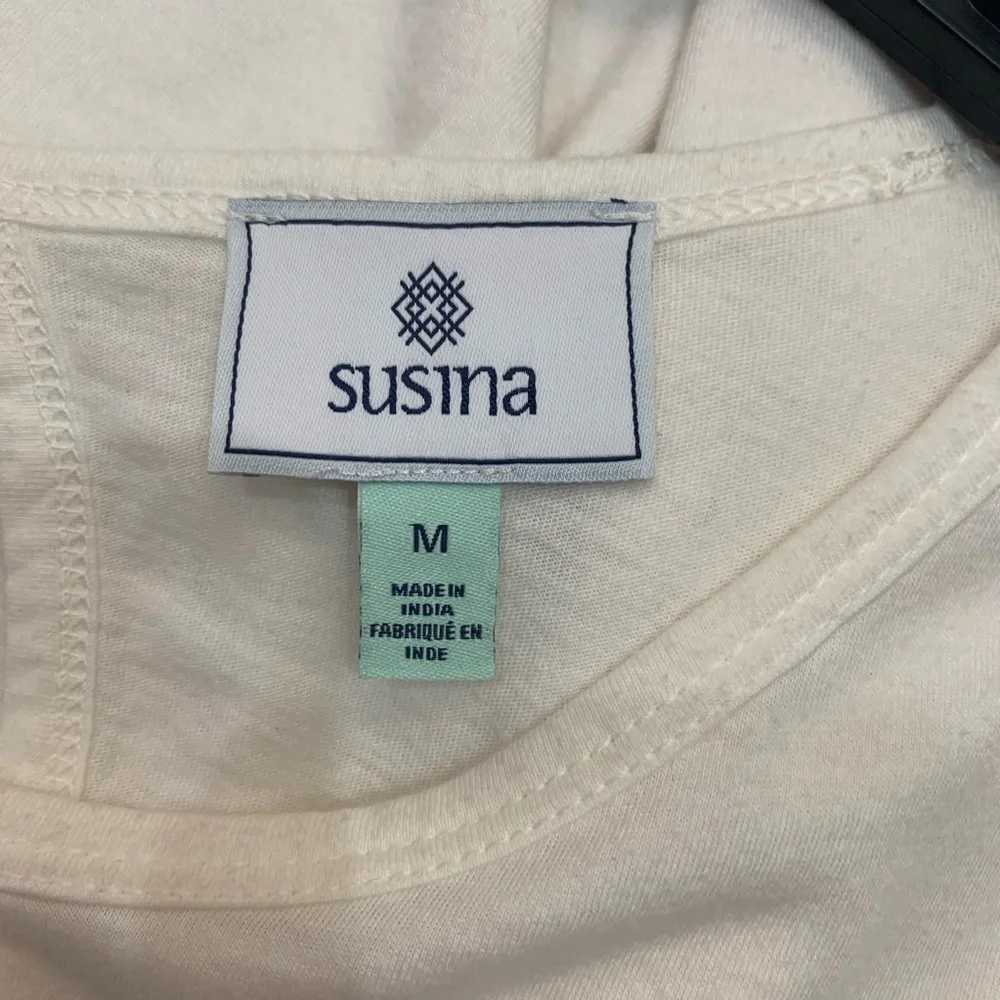 susina
M
MADE IN
INDIA
FABRIQUÉ EN
INDE